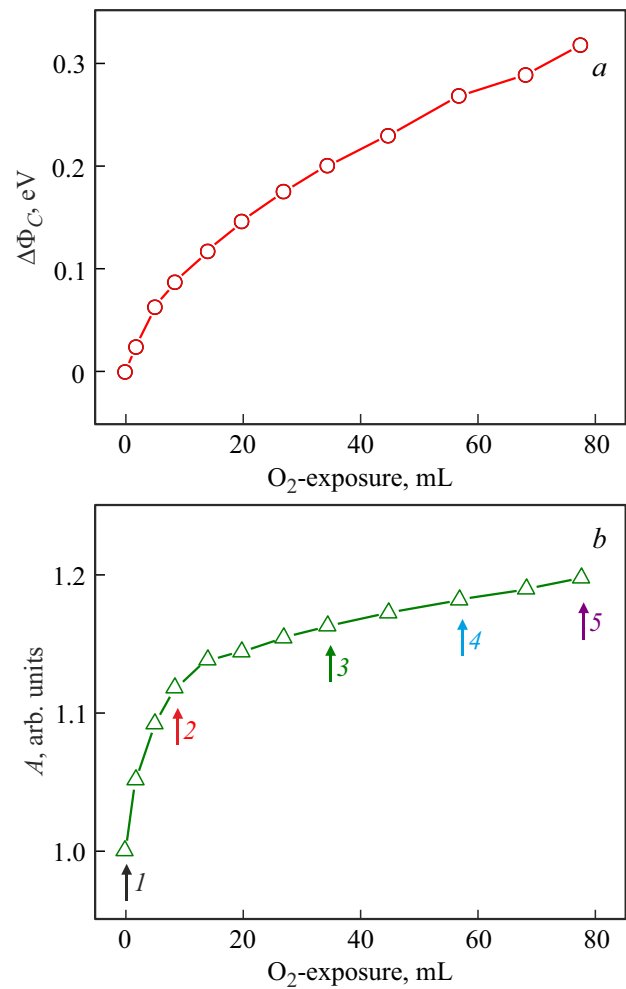 a
0.3
0.2
0.1
0
ΔΦ_C, eV
0 20 40 60 80
O₂-exposure, mL
b
1.2
1.1
1.0
A, arb. units
1
2
3
4
5
0 20 40 60 80
O₂-exposure, mL